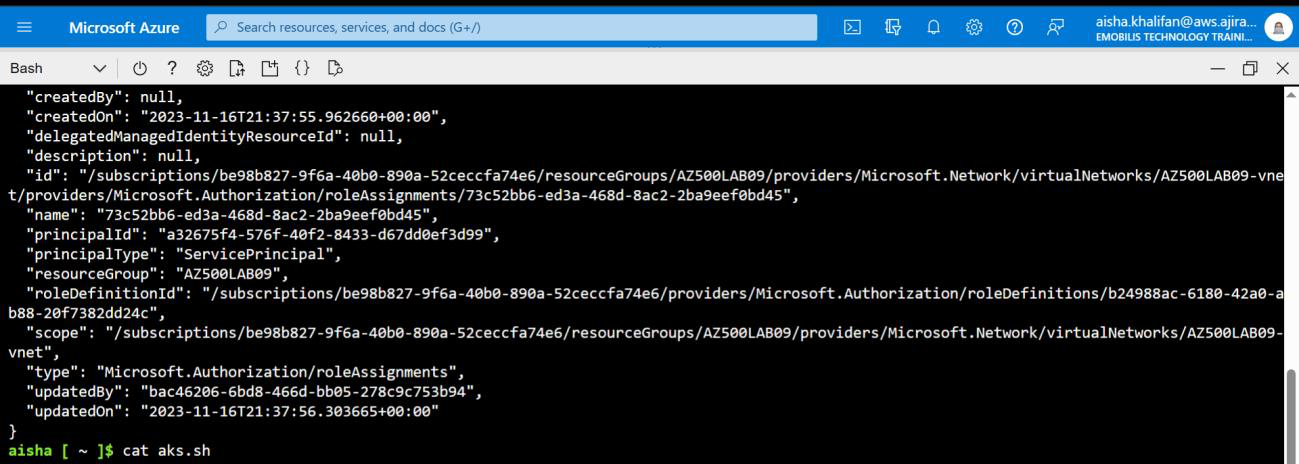 Microsoft Azure
Search resources, services, and docs (G+/)
aisha.khalifan@aws.ajira...
EMOBILIS TECHNOLOGY TRAINI...
Bash
"createdBy": null,
"createdOn": "2023-11-16T21:37:55.962660+00:00",
"delegatedManagedIdentityResourceId": null,
"description": null,
"id": "/subscriptions/be98b827-9f6a-40b0-890a-52ceccfa74e6/resourceGroups/AZ500LAB09/providers/Microsoft.Network/virtualNetworks/AZ500LAB09-vne
t/providers/Microsoft.Authorization/roleAssignments/73c52bb6-ed3a-468d-8ac2-2ba9eef0bd45",
"name": "73c52bb6-ed3a-468d-8ac2-2ba9eef0bd45",
"principalId": "a32675f4-576f-40f2-8433-d67dd0ef3d99",
"principalType": "ServicePrincipal",
"resourceGroup": "AZ500LAB09",
"roleDefinitionId": "/subscriptions/be98b827-9f6a-40b0-890a-52ceccfa74e6/providers/Microsoft.Authorization/roleDefinitions/b24988ac-6180-42a0-a
b88-20f7382dd24c",
"scope": "/subscriptions/be98b827-9f6a-40b0-890a-52ceccfa74e6/resourceGroups/AZ500LAB09/providers/Microsoft.Network/virtualNetworks/AZ500LAB09-
vnet",
"type": "Microsoft.Authorization/roleAssignments",
"updatedBy": "bac46206-6bd8-466d-bb05-278c9c753b94",
"updatedOn": "2023-11-16T21:37:56.303665+00:00"
}
aisha [ ~ ]$ cat aks.sh